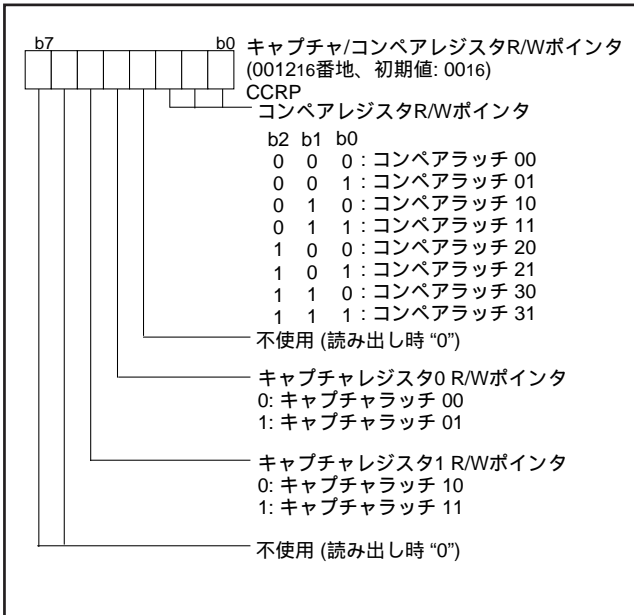 b7 b0 キャプチャ/コンペアレジスタR/Wポインタ
(001216番地、初期値: 0016)
CCRP
コンペアレジスタR/Wポインタ
b2 b1 b0
0 0 0 : コンペアラッチ 00
0 0 1 : コンペアラッチ 01
0 1 0 : コンペアラッチ 10
0 1 1 : コンペアラッチ 11
1 0 0 : コンペアラッチ 20
1 0 1 : コンペアラッチ 21
1 1 0 : コンペアラッチ 30
1 1 1 : コンペアラッチ 31
不使用 (読み出し時 “0”)
キャプチャレジスタ0 R/Wポインタ
0: キャプチャラッチ 00
1: キャプチャラッチ 01
キャプチャレジスタ1 R/Wポインタ
0: キャプチャラッチ 10
1: キャプチャラッチ 11
不使用 (読み出し時 “0”)